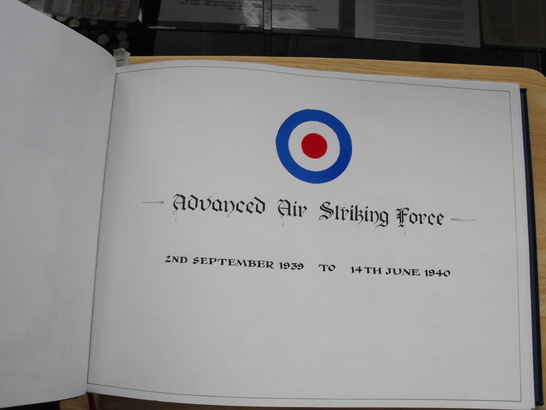 Advanced Air Striking Force
2ND SEPTEMBER 1939 TO 14TH JUNE 1940